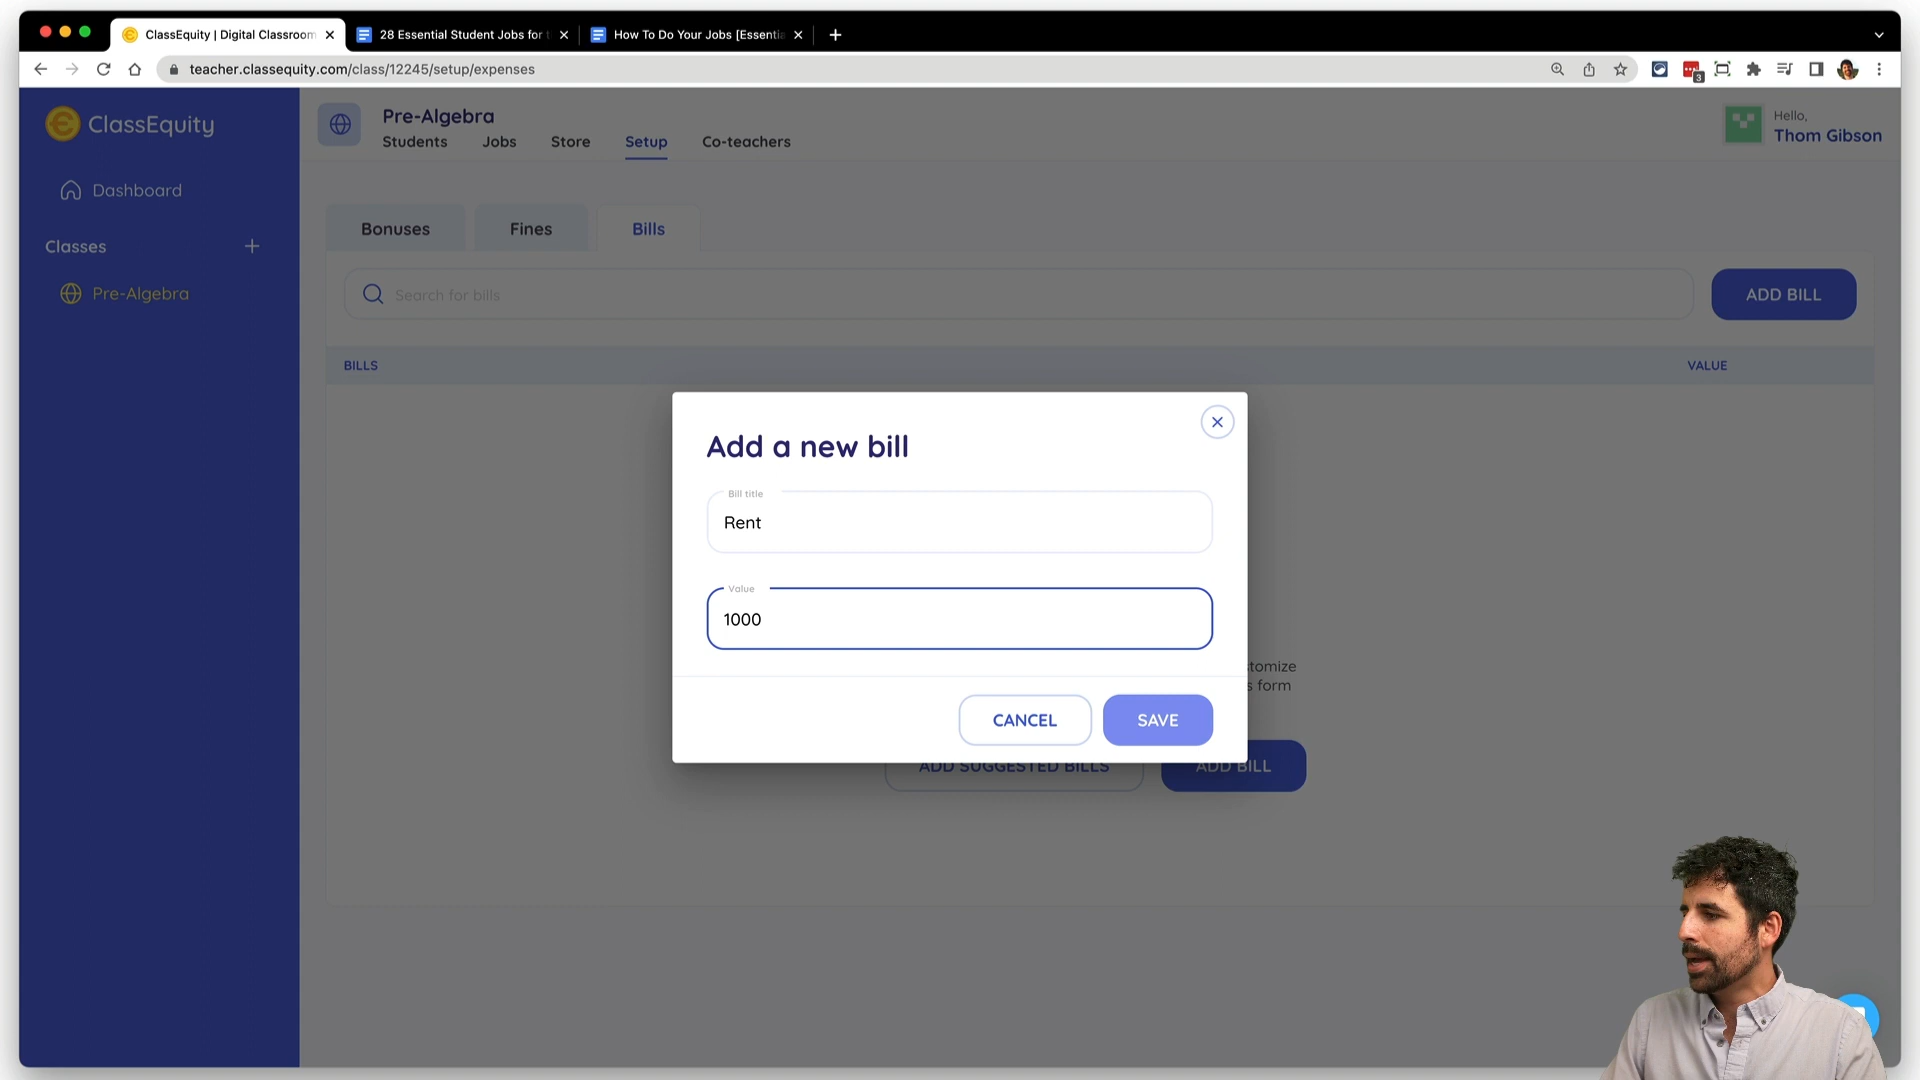 ClassEquity | Digital Classroom
28 Essential Student Jobs for t
How To Do Your Jobs [Essentia
teacher.classequity.com/class/12245/setup/expenses
3
ClassEquity
Dashboard
Classes
Pre-Algebra
Pre-Algebra
Students
Jobs
Store
Setup
Co-teachers
Hello,
Thom Gibson
Bonuses
Fines
Bills
Search for bills
ADD BILL
BILLS
VALUE
Add a new bill
Bill title
Rent
Value
1000
CANCEL
SAVE
tomize
s form
ADD SUGGESTED BILLS
ADD BILL